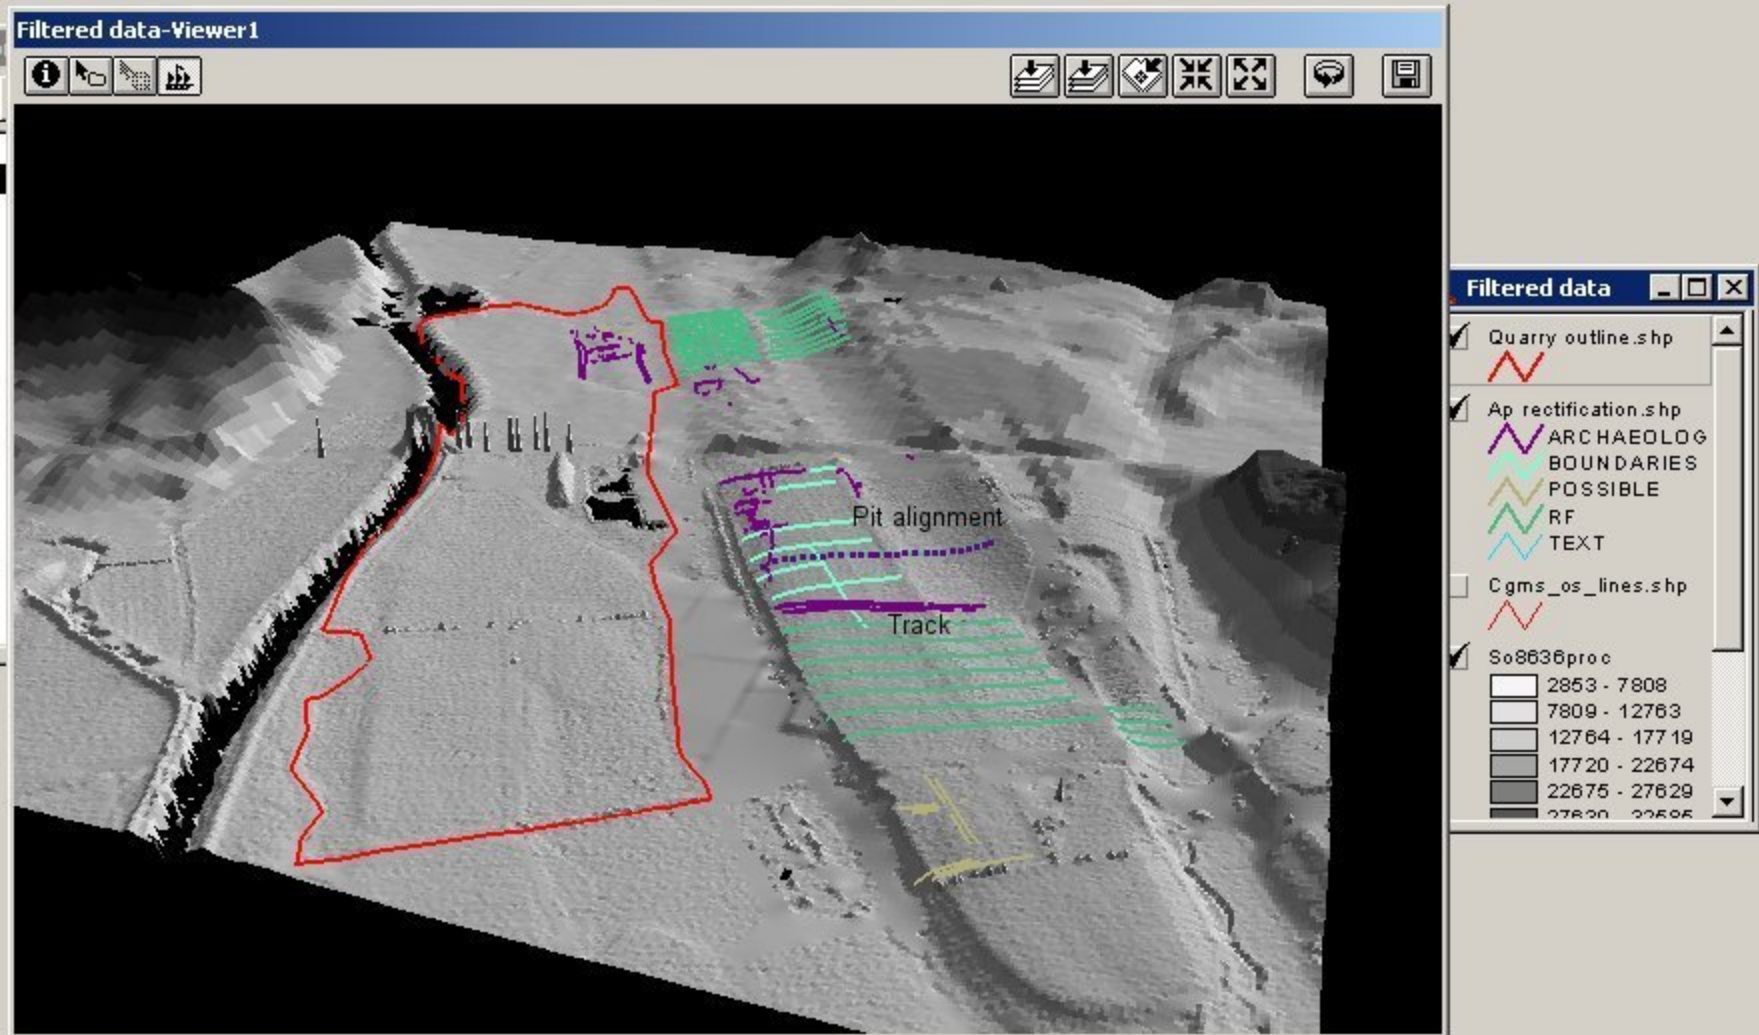 Filtered data-Viewer1
Pit alignment
Track
Filtered data
Quarry outline.shp
Ap rectification.shp
ARCHAEOLOG
BOUNDARIES
POSSIBLE
RF
TEXT
Cgms_os_lines.shp
So8636proc
2853 - 7808
7809 - 12763
12764 - 17719
17720 - 22674
22675 - 27629